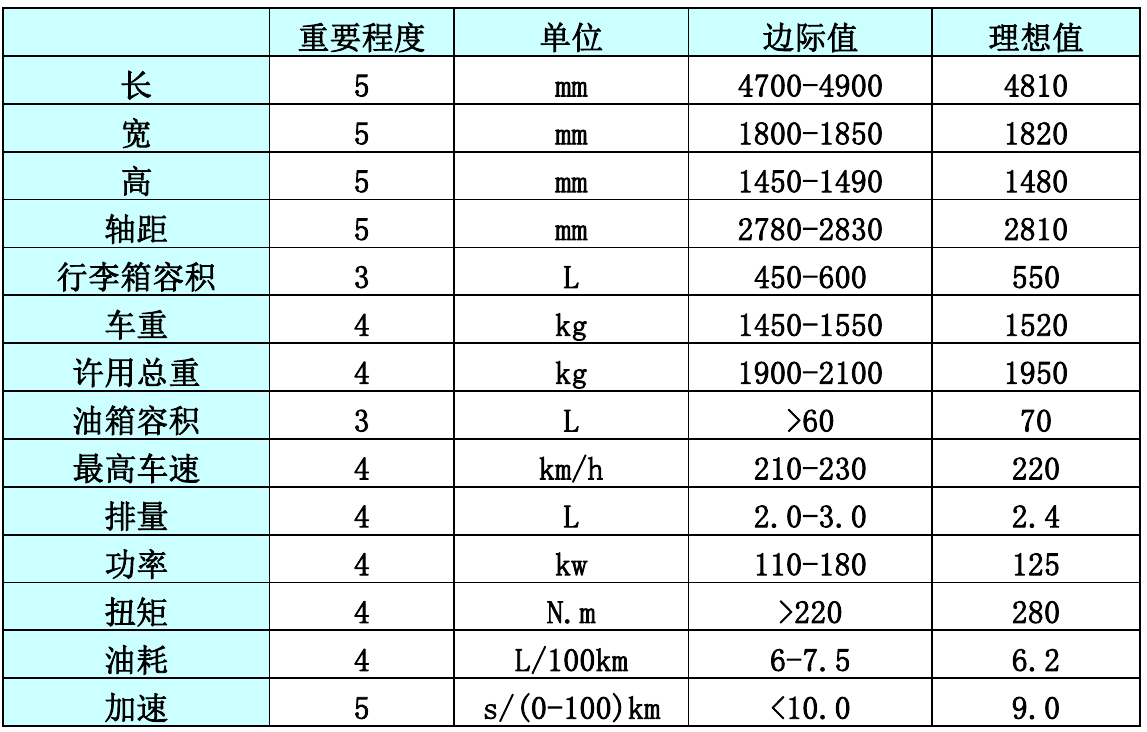 重要程度 单位 边际值 理想值
长 5 mm 4700-4900 4810
宽 5 mm 1800-1850 1820
高 5 mm 1450-1490 1480
轴距 5 mm 2780-2830 2810
行李箱容积 3 L 450-600 550
车重 4 kg 1450-1550 1520
许用总重 4 kg 1900-2100 1950
油箱容积 3 L >60 70
最高车速 4 km/h 210-230 220
排量 4 L 2.0-3.0 2.4
功率 4 kw 110-180 125
扭矩 4 N.m >220 280
油耗 4 L/100km 6-7.5 6.2
加速 5 s/(0-100)km <10.0 9.0